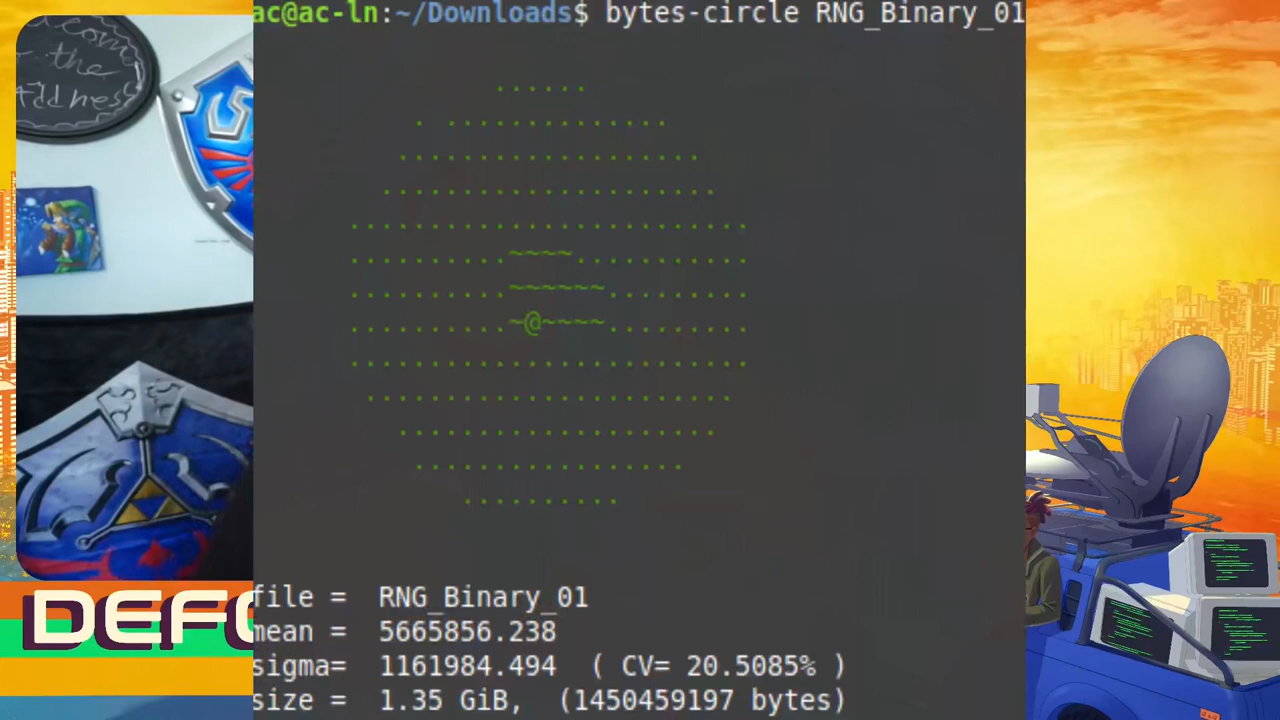 ac@ac-ln:~/Downloads$ bytes-circle RNG_Binary_01
the
~~~~
~~~~~~
~@~~~~
file =  RNG_Binary_01
mean =  5665856.238
sigma=  1161984.494  ( CV= 20.5085% )
size =  1.35 GiB,  (1450459197 bytes)
DEFC